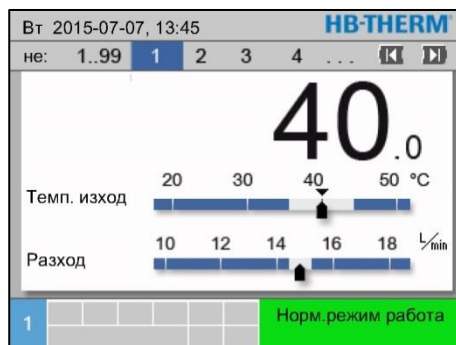 Вт 2015-07-07, 13:45 HB-THERM
не: 1..99 1 2 3 4 ...
40.0
20 30 40 50 °C
Темп. изход
10 12 14 16 18 L/min
Разход
1 Норм.режим работа